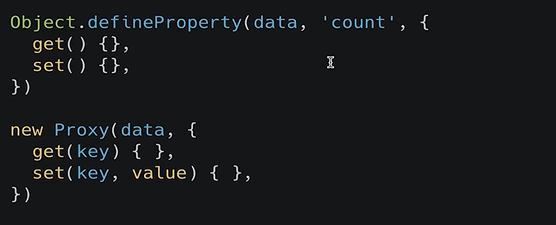 Object.defineProperty(data, 'count', {
  get() {},
  set() {},
})

new Proxy(data, {
  get(key) { },
  set(key, value) { },
})